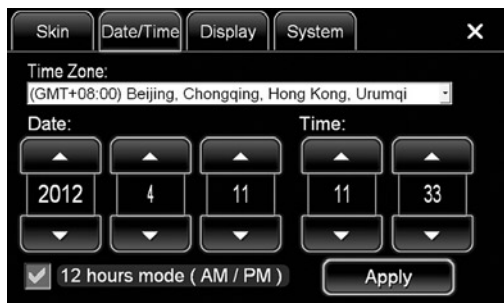 Skin Date/Time Display System ×
Time Zone:
(GMT+08:00) Beijing, Chongqing, Hong Kong, Urumqi
Date: Time:
2012 4 11 11 33
12 hours mode ( AM / PM ) Apply